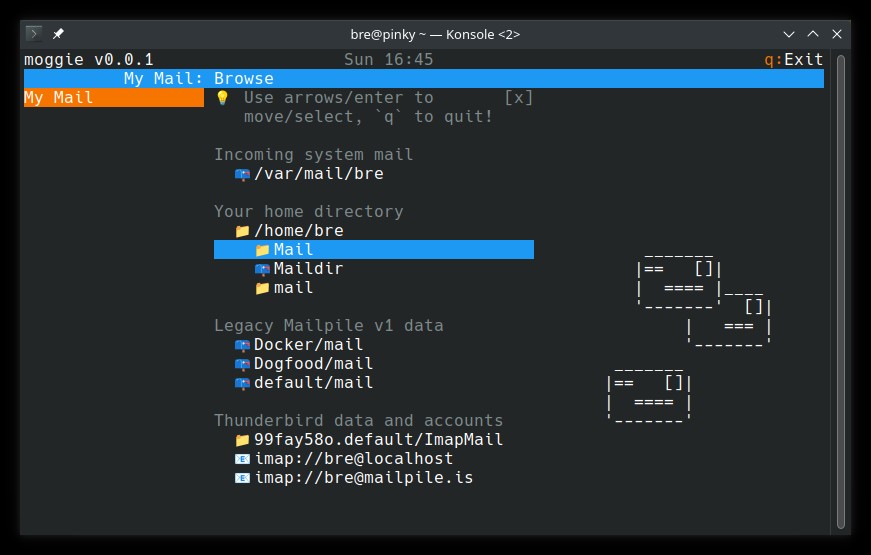 bre@pinky ~ — Konsole <2>
moggie v0.0.1 Sun 16:45 q:Exit
My Mail: Browse
My Mail
💡 Use arrows/enter to [x]
move/select, `q` to quit!
Incoming system mail
📪 /var/mail/bre
Your home directory
📁 /home/bre
📁 Mail
📪 Maildir
📁 mail
Legacy Mailpile v1 data
📪 Docker/mail
📪 Dogfood/mail
📪 default/mail
Thunderbird data and accounts
📁 99fay58o.default/ImapMail
📧 imap://bre@localhost
📧 imap://bre@mailpile.is
_______
|==   []|
|  ==== |____
'-------'  []|
|   === |
'-------'
_______
|==   []|
|  ==== |
'-------'